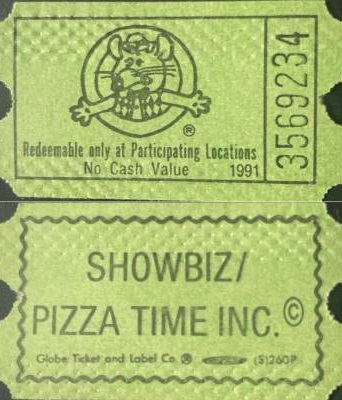 ®
Redeemable only at Participating Locations
No Cash Value 1991
3569234
SHOWBIZ/
PIZZA TIME INC.©
Globe Ticket and Label Co. ® (S)260P